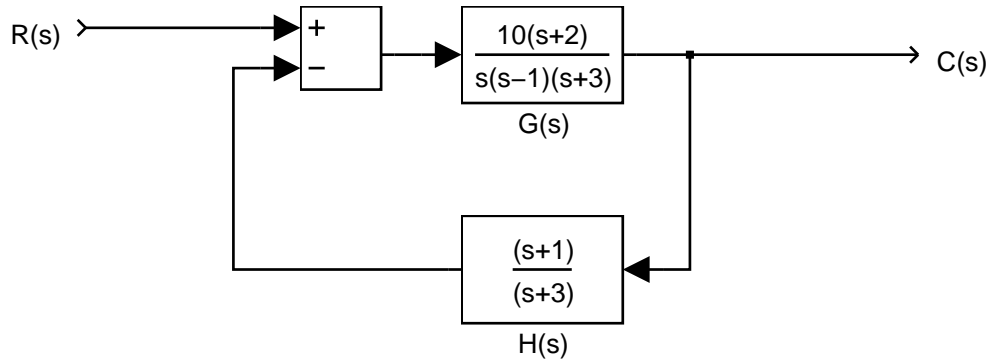 R(s)
+
−
10(s+2)
s(s−1)(s+3)
G(s)
C(s)
(s+1)
(s+3)
H(s)